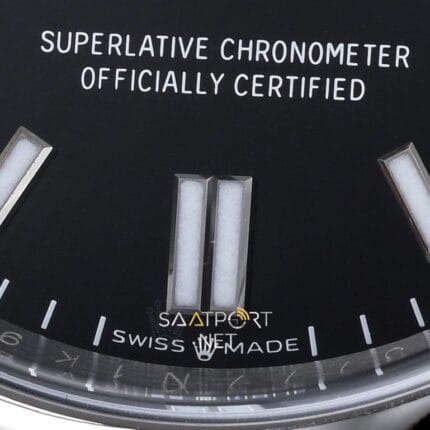 SUPERLATIVE CHRONOMETER
OFFICIALLY CERTIFIED
SAATPORT
NET
SWISS MADE